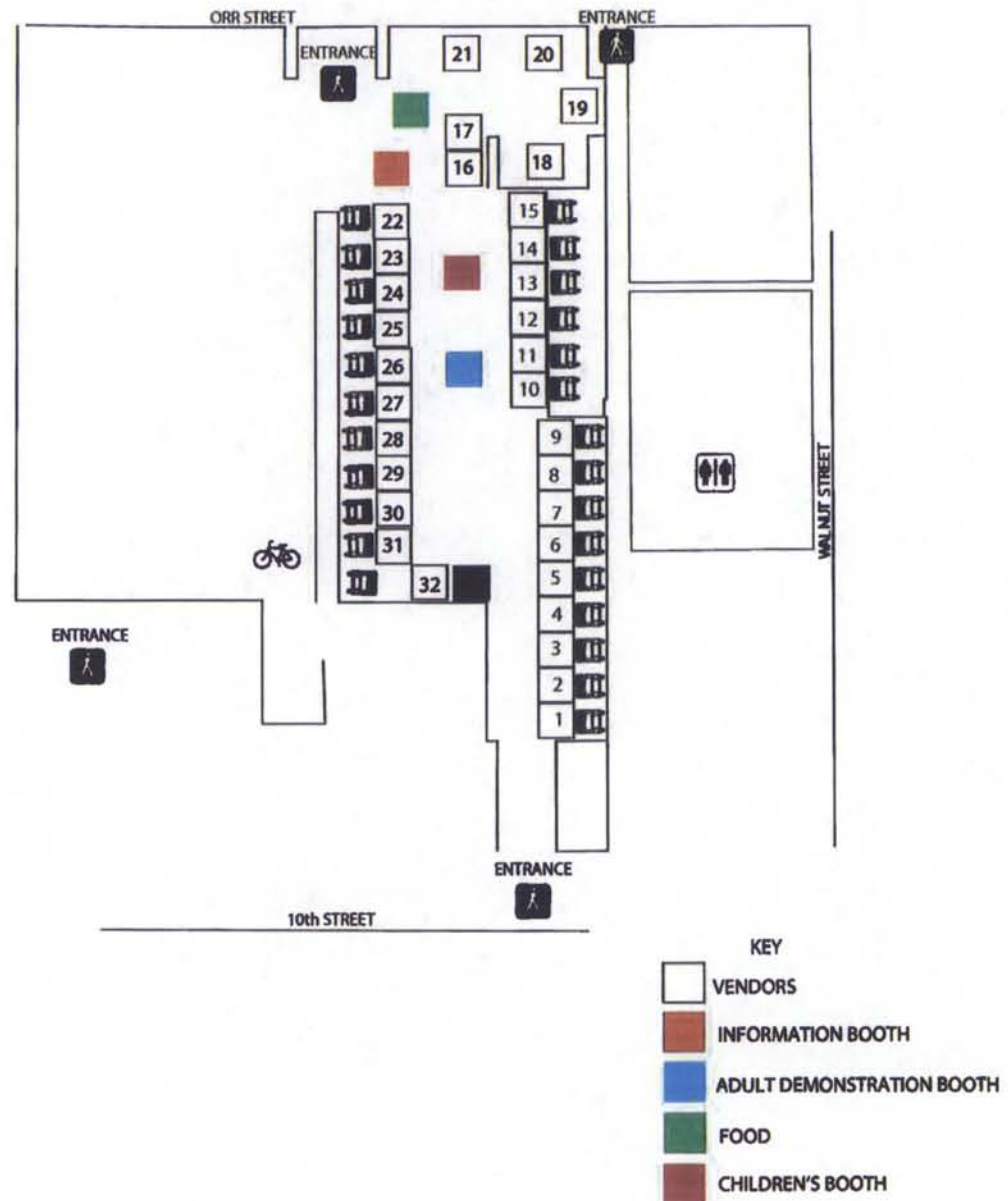 ORR STREET
ENTRANCE
ENTRANCE
21
20
19
17
18
16
15
22
14
23
13
24
12
25
11
26
10
27
9
28
8
29
7
30
6
31
5
32
4
3
2
1
WALNUT STREET
ENTRANCE
ENTRANCE
10th STREET
KEY
VENDORS
INFORMATION BOOTH
ADULT DEMONSTRATION BOOTH
FOOD
CHILDREN'S BOOTH